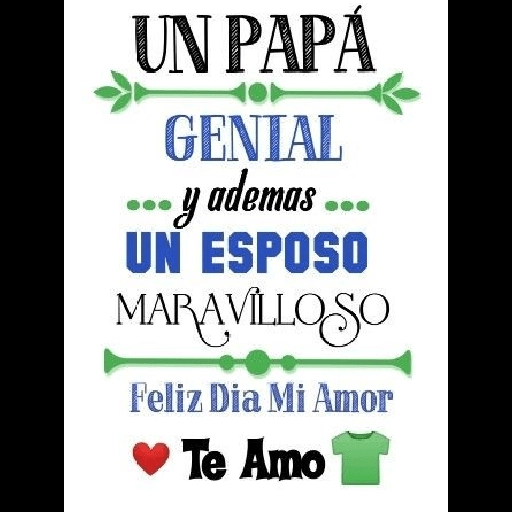 UN PAPÁ
GENIAL
... y ademas ...
UN ESPOSO
MARAVILLOSO
Feliz Dia Mi Amor
Te Amo